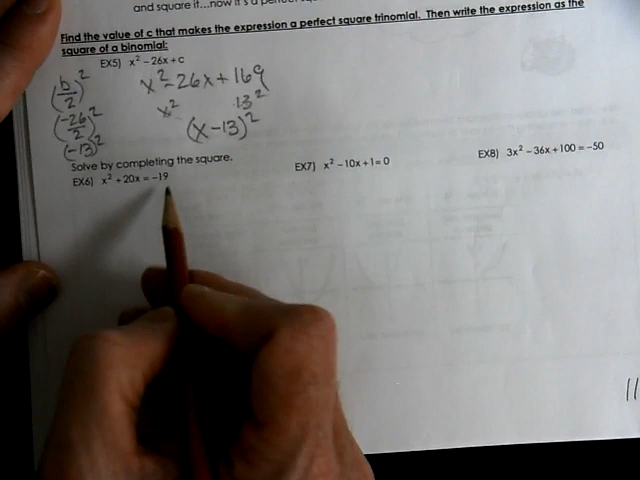 and square it...now it's a perfect
Find the value of c that makes the expression a perfect square trinomial. Then write the expression as the
square of a binomial:
EX5) x² – 26x + c
(b/2)²
x² - 26x + 169
(-26/2)²
x² 13²
(-13)²
(x - 13)²
Solve by completing the square.
EX6) x² + 20x = –19
EX7) x² – 10x + 1 = 0
EX8) 3x² – 36x + 100 = –50
11